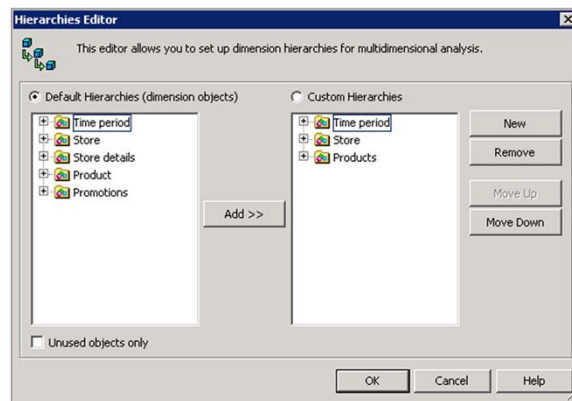 Hierarchies Editor
This editor allows you to set up dimension hierarchies for multidimensional analysis.
Default Hierarchies (dimension objects)
Time period
Store
Store details
Product
Promotions
Unused objects only
Add >>
Custom Hierarchies
Time period
Store
Products
New
Remove
Move Up
Move Down
OK
Cancel
Help